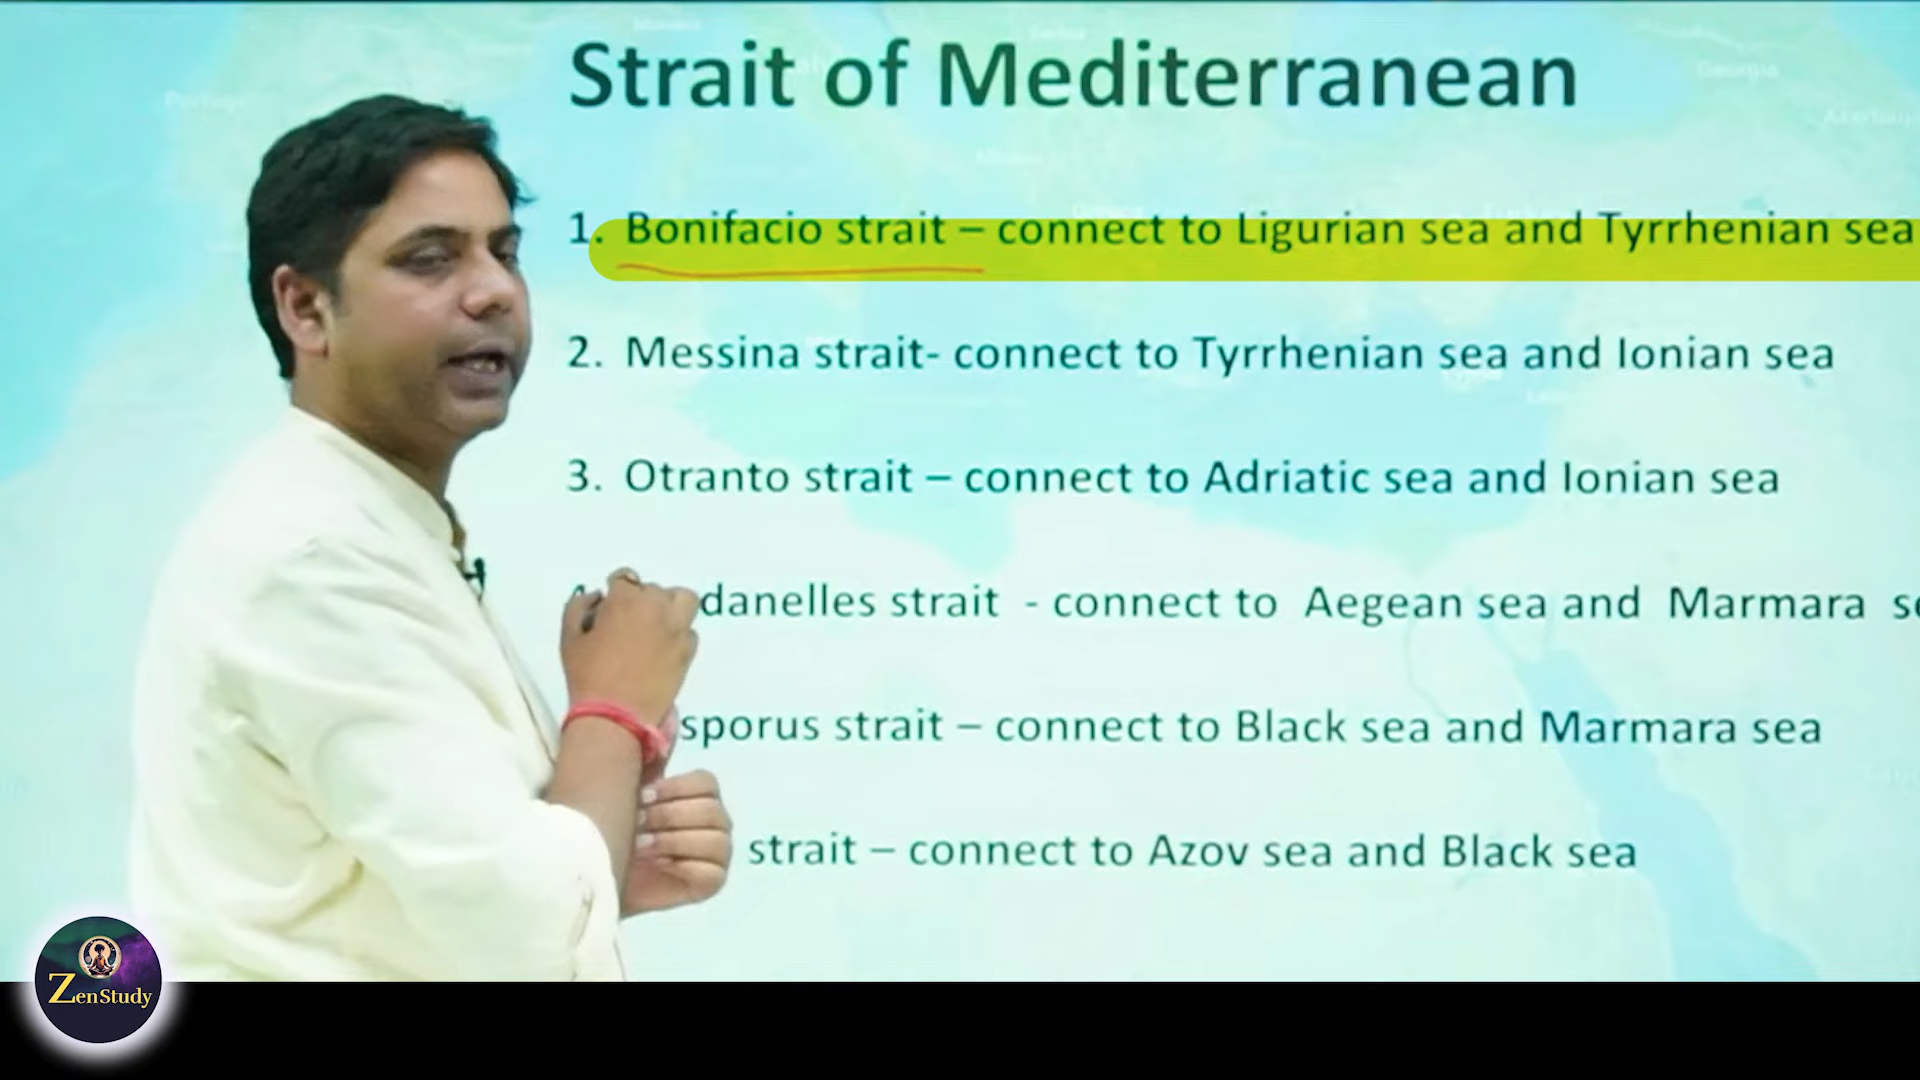 Strait of Mediterranean
1. Bonifacio strait – connect to Ligurian sea and Tyrrhenian sea
2. Messina strait- connect to Tyrrhenian sea and Ionian sea
3. Otranto strait – connect to Adriatic sea and Ionian sea
danelles strait - connect to Aegean sea and Marmara
sporus strait – connect to Black sea and Marmara sea
strait – connect to Azov sea and Black sea
ZenStudy